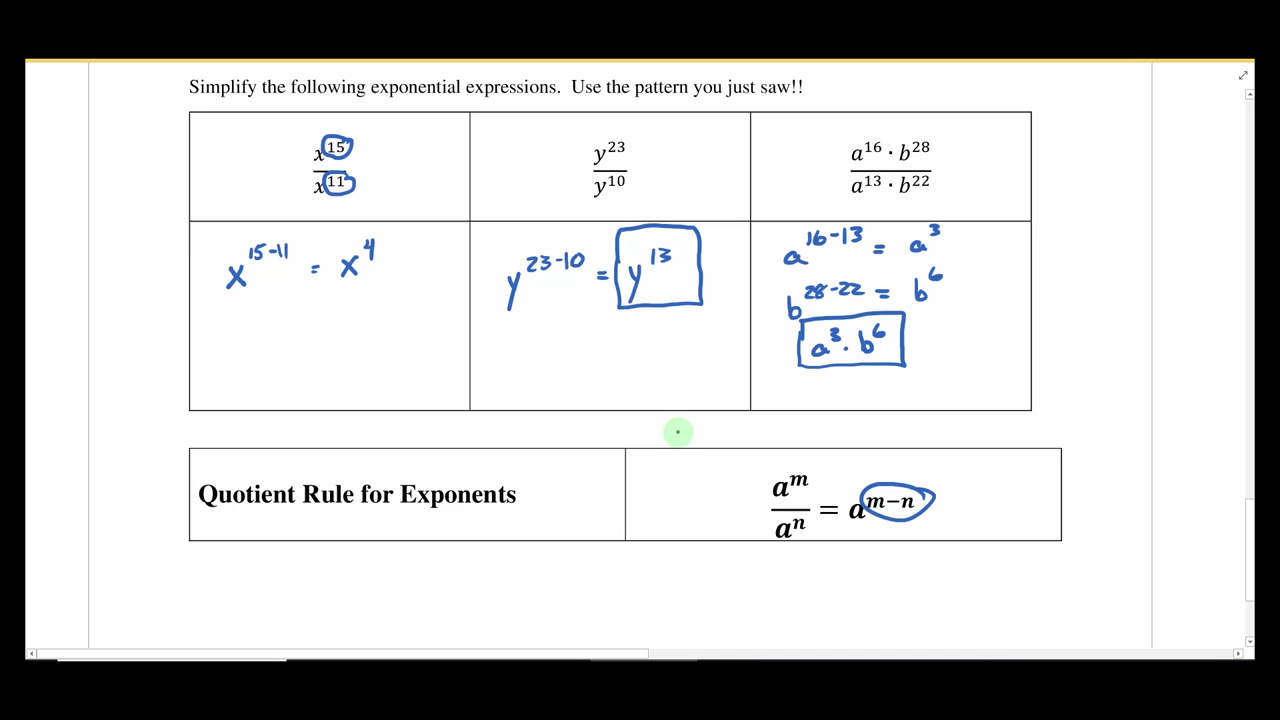 Simplify the following exponential expressions. Use the pattern you just saw!!
x^15 / x^11
y^23 / y^10
a^16 · b^28 / a^13 · b^22
x^15-11 = x^4
y^23-10 = y^13
a^16-13 = a^3
b^28-22 = b^6
a^3 · b^6
Quotient Rule for Exponents
a^m / a^n = a^m−n